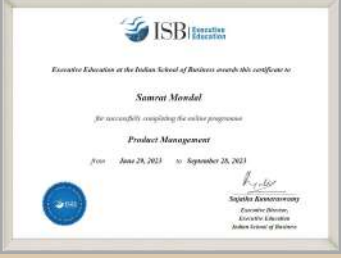 ISB Executive Education
Executive Education at the Indian School of Business awards this certificate to
Samrat Mondal
for successfully completing the online programme
Product Management
from June 29, 2023 to September 28, 2023
Executive Director,
Executive Education
Indian School of Business
ISB